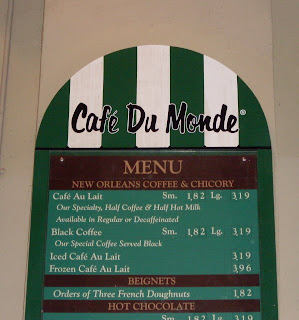 Café Du Monde®
MENU
NEW ORLEANS COFFEE & CHICORY
Café Au Lait Sm. 1.82 Lg. 3.19
Our Specialty, Half Coffee & Half Hot Milk
Available in Regular or Decaffeinated
Black Coffee Sm. 1.82 Lg. 3.19
Our Special Coffee Served Black
Iced Café Au Lait 3.19
Frozen Café Au Lait 3.96
BEIGNETS
Orders of Three French Doughnuts 1.82
HOT CHOCOLATE